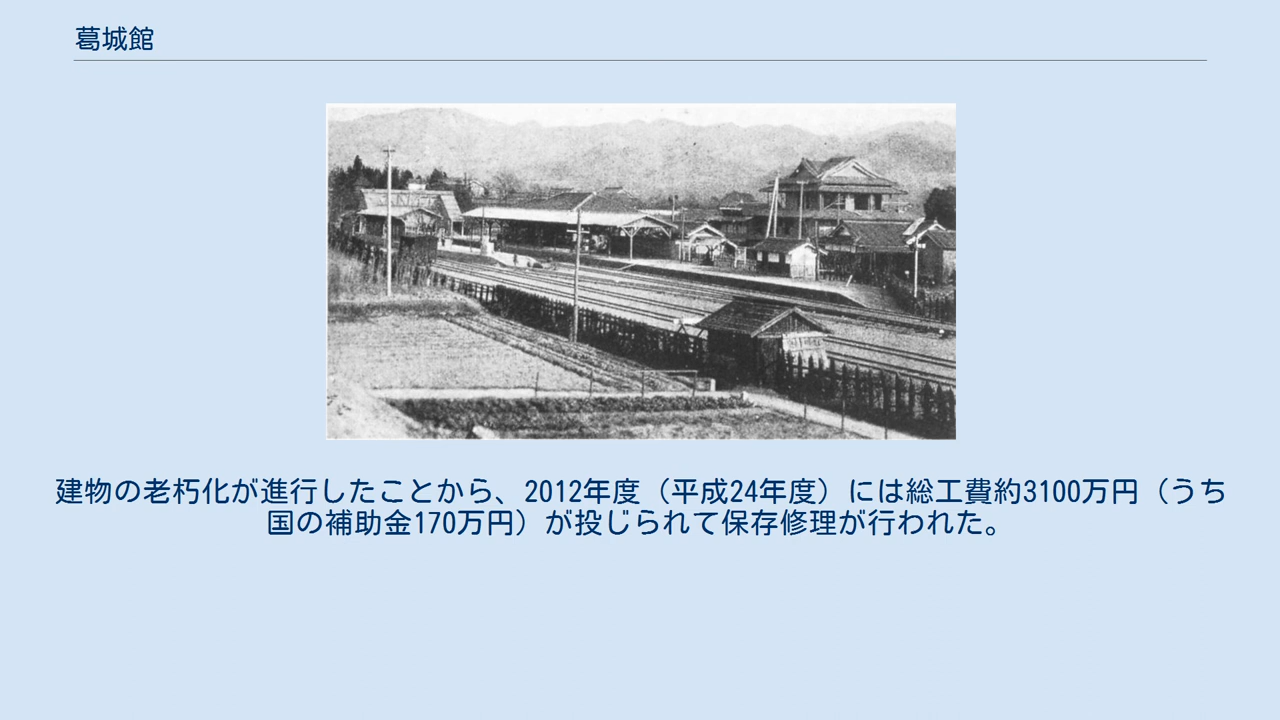 葛城館
建物の老朽化が進行したことから、2012年度（平成24年度）には総工費約3100万円（うち
国の補助金170万円）が投じられて保存修理が行われた。